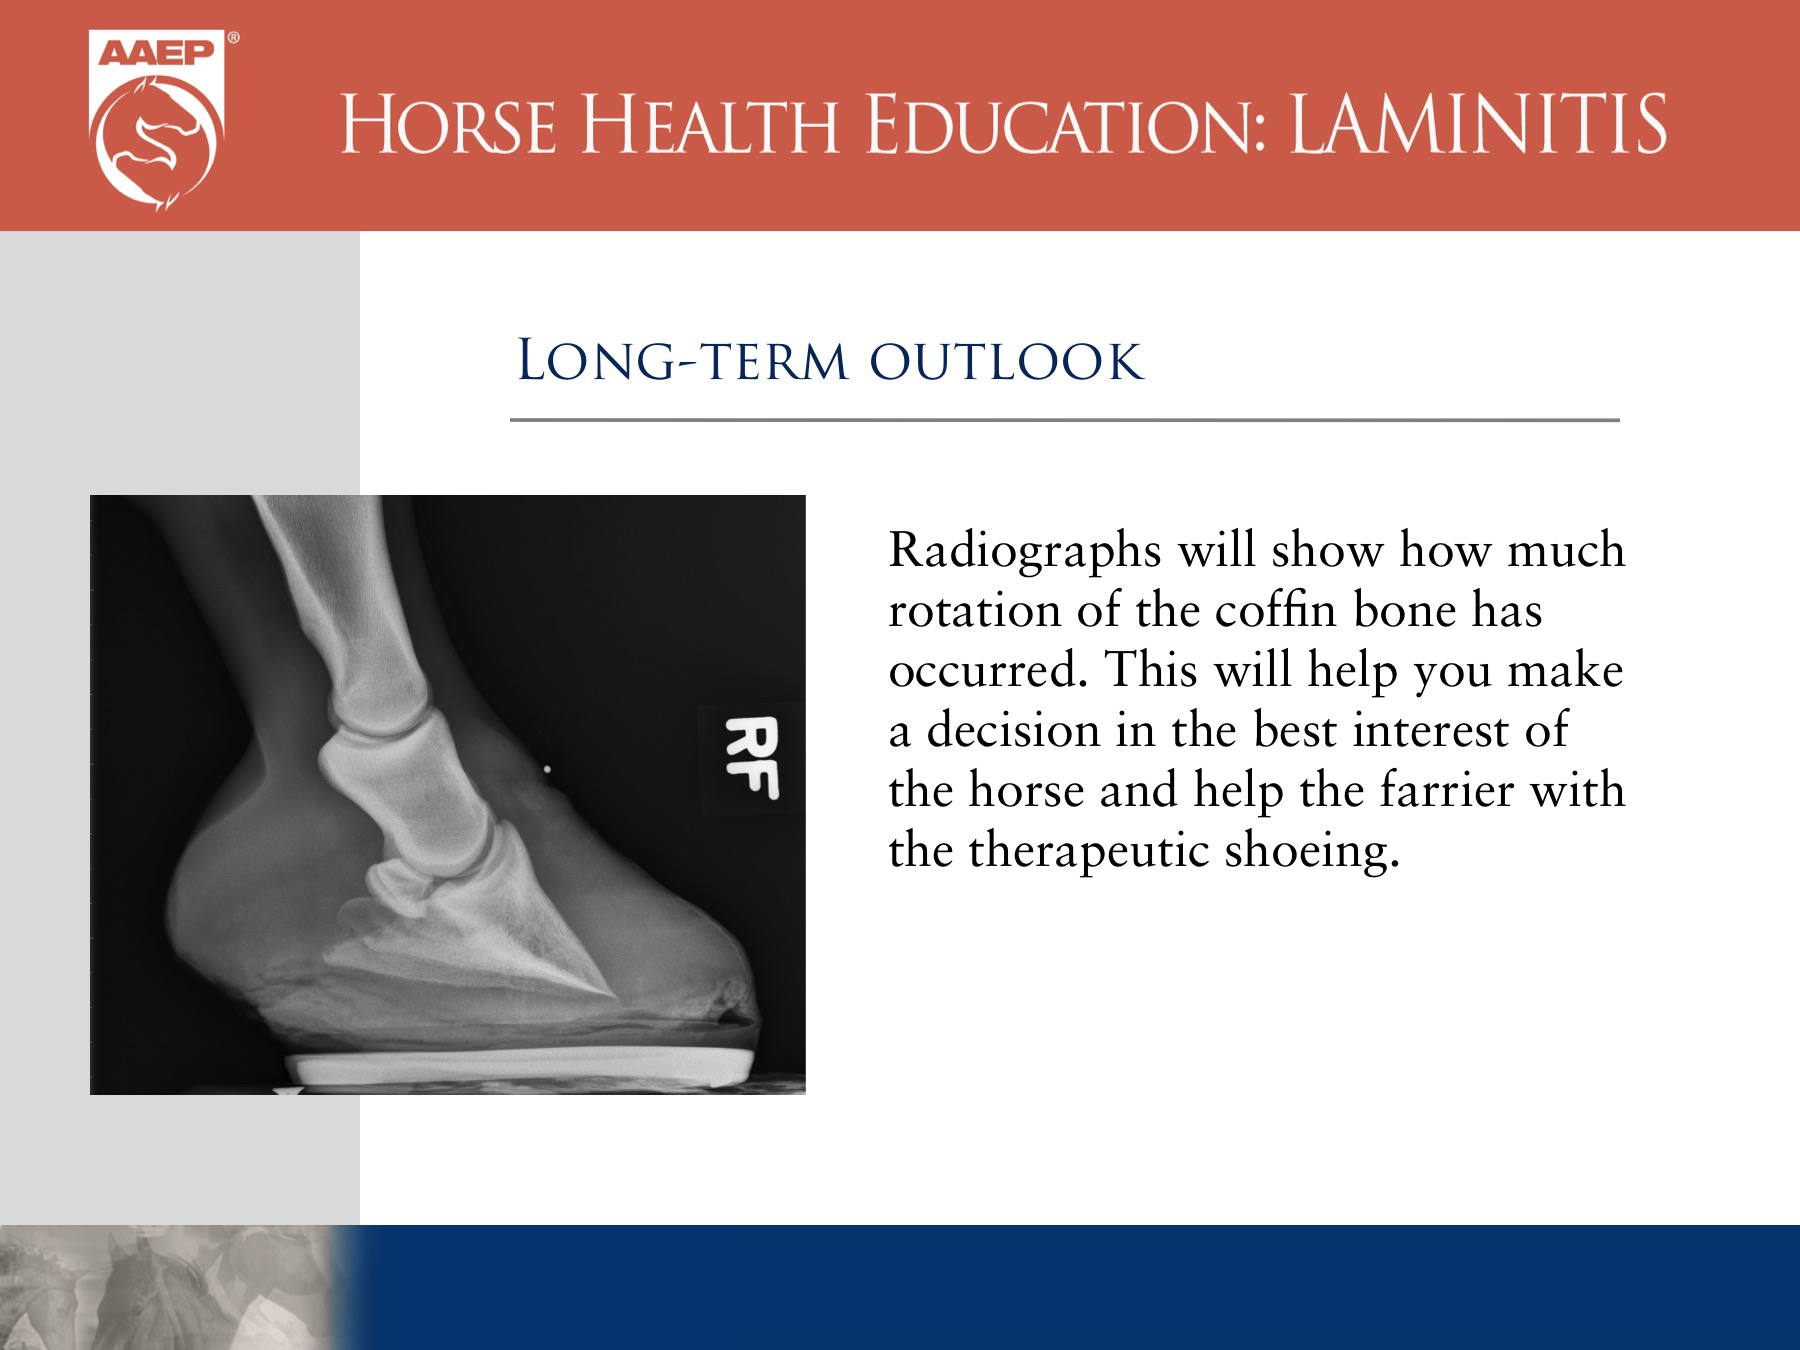 AAEP®
HORSE HEALTH EDUCATION: LAMINITIS
LONG-TERM OUTLOOK
Radiographs will show how much
rotation of the coffin bone has
occurred. This will help you make
a decision in the best interest of
the horse and help the farrier with
the therapeutic shoeing.
RF